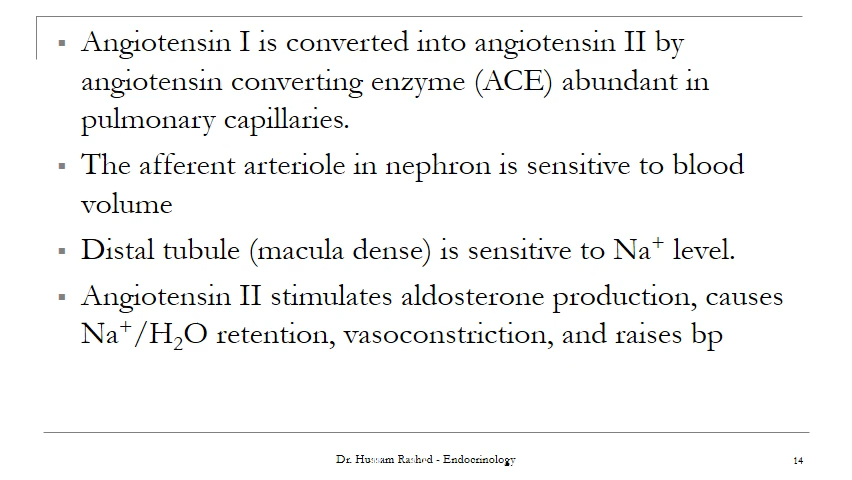 ▪ Angiotensin I is converted into angiotensin II by
angiotensin converting enzyme (ACE) abundant in
pulmonary capillaries.
▪ The afferent arteriole in nephron is sensitive to blood
volume
▪ Distal tubule (macula dense) is sensitive to Na⁺ level.
▪ Angiotensin II stimulates aldosterone production, causes
Na⁺/H₂O retention, vasoconstriction, and raises bp
Dr. Hussam Rashed - Endocrinology
14